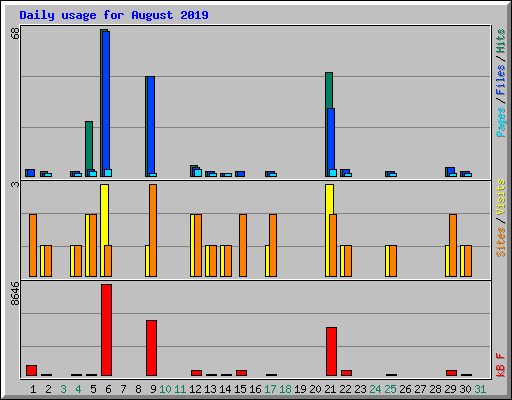 Daily usage for August 2019
68
Pages / Files / Hits
3
Sites / Visits
8646
kB F
1 2 3 4 5 6 7 8 9 10 11 12 13 14 15 16 17 18 19 20 21 22 23 24 25 26 27 28 29 30 31